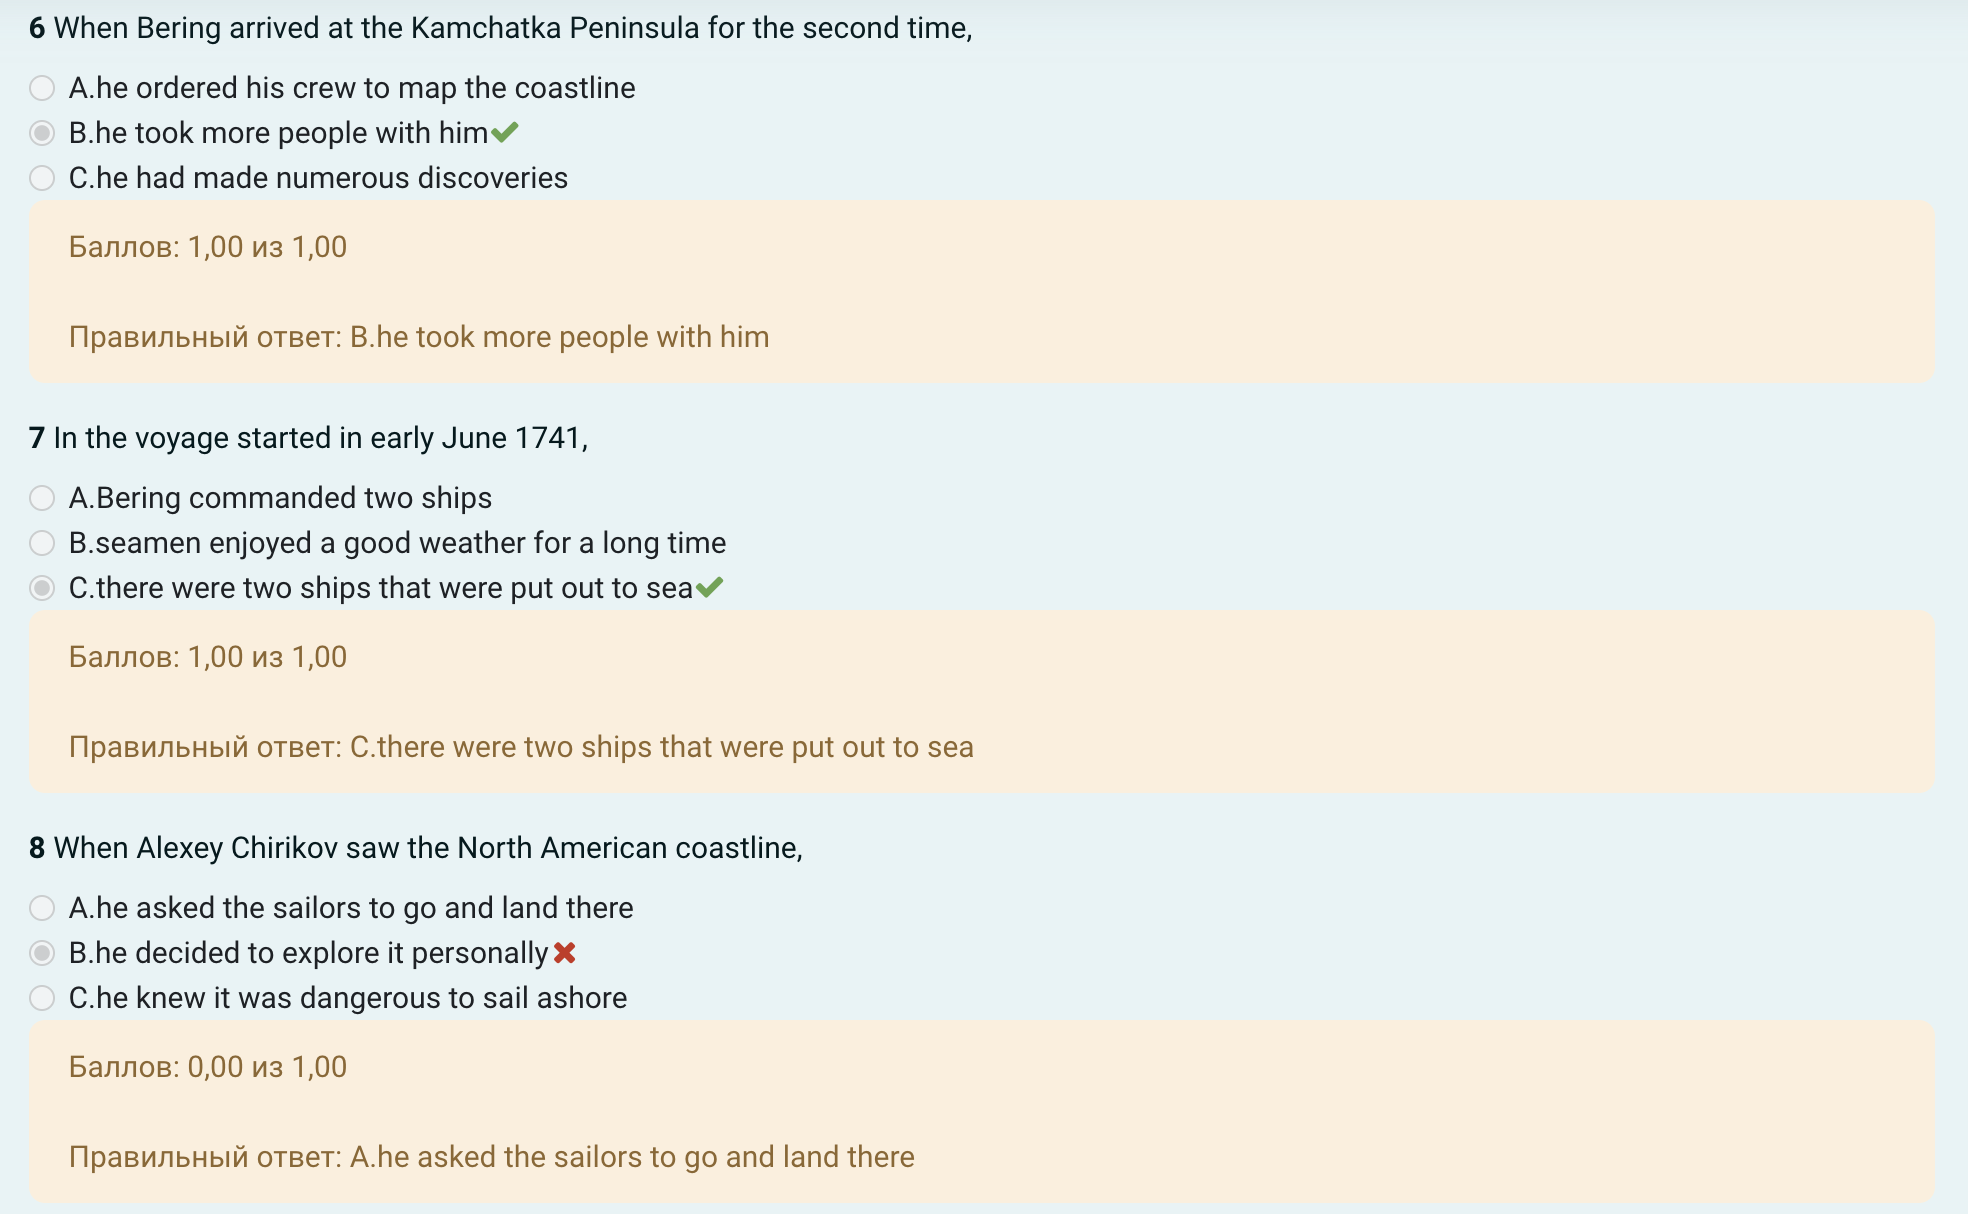 6 When Bering arrived at the Kamchatka Peninsula for the second time,
A.he ordered his crew to map the coastline
B.he took more people with him
C.he had made numerous discoveries
Баллов: 1,00 из 1,00
Правильный ответ: B.he took more people with him
7 In the voyage started in early June 1741,
A.Bering commanded two ships
B.seamen enjoyed a good weather for a long time
C.there were two ships that were put out to sea
Баллов: 1,00 из 1,00
Правильный ответ: C.there were two ships that were put out to sea
8 When Alexey Chirikov saw the North American coastline,
A.he asked the sailors to go and land there
B.he decided to explore it personally
C.he knew it was dangerous to sail ashore
Баллов: 0,00 из 1,00
Правильный ответ: A.he asked the sailors to go and land there